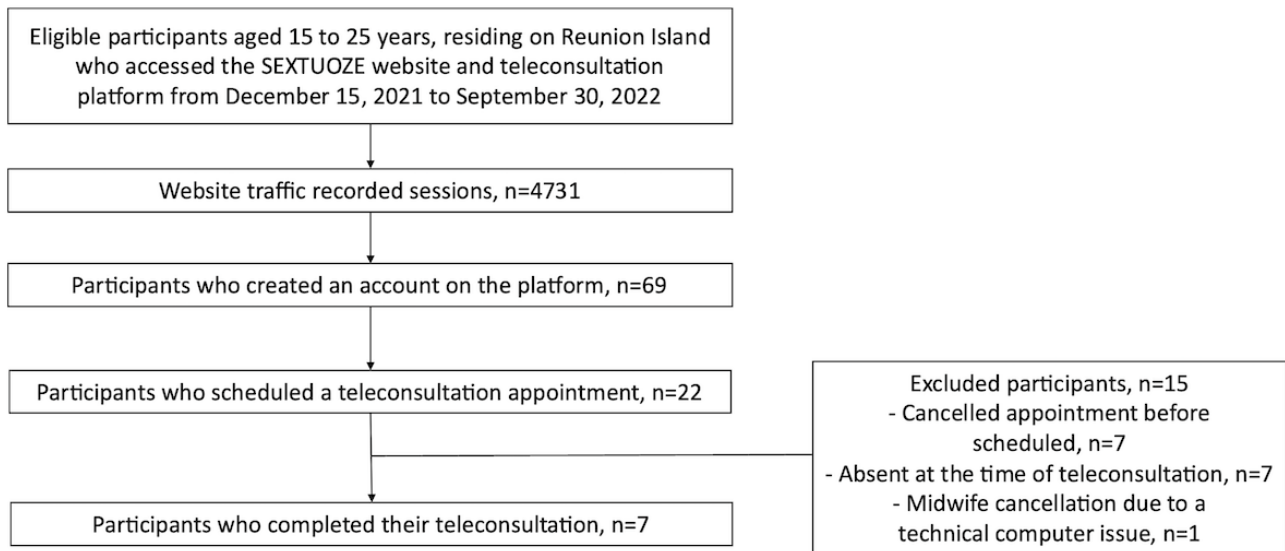 Eligible participants aged 15 to 25 years, residing on Reunion Island
who accessed the SEXTUOZE website and teleconsultation
platform from December 15, 2021 to September 30, 2022
Website traffic recorded sessions, n=4731
Participants who created an account on the platform, n=69
Participants who scheduled a teleconsultation appointment, n=22
Excluded participants, n=15
- Cancelled appointment before
scheduled, n=7
- Absent at the time of teleconsultation, n=7
- Midwife cancellation due to a
technical computer issue, n=1
Participants who completed their teleconsultation, n=7